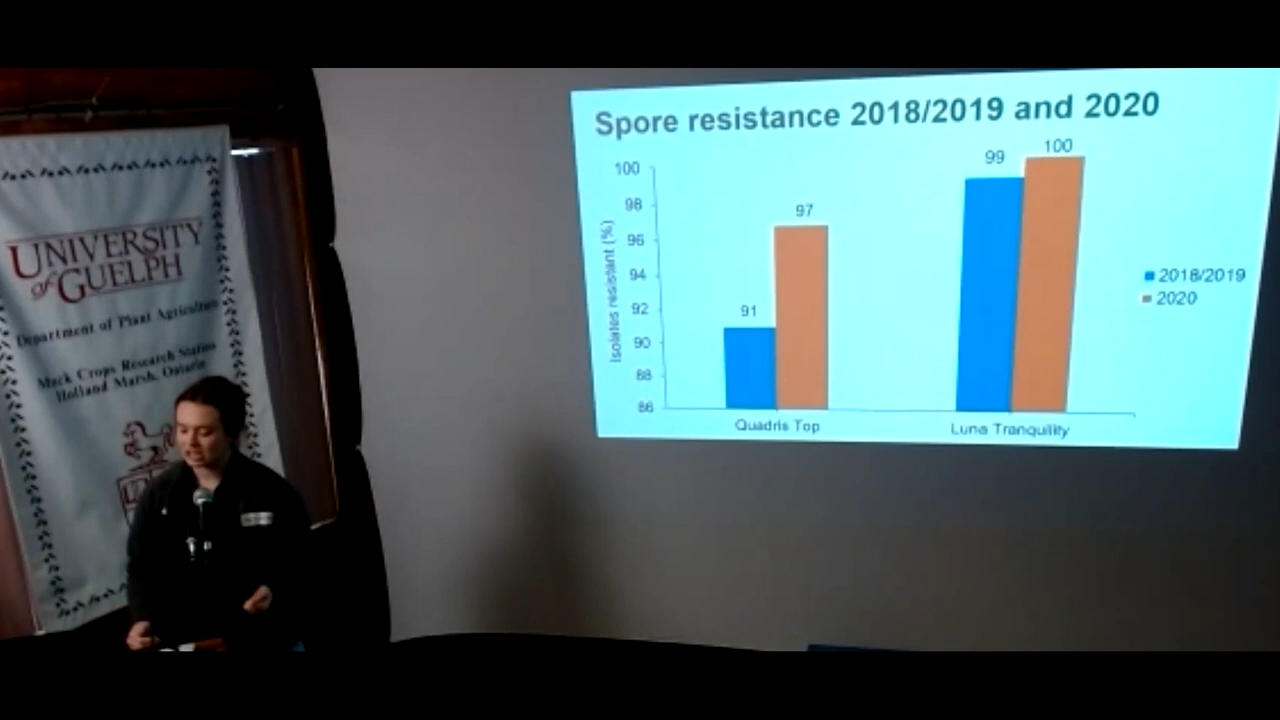 UNIVERSITY
of GUELPH
Department of Plant Agriculture
Muck Crops Research Station
Holland Marsh, Ontario
Spore resistance 2018/2019 and 2020
Isolates resistant (%)
100
98
96
94
92
90
88
86
91
97
99
100
Quadris Top
Luna Tranquility
2018/2019
2020